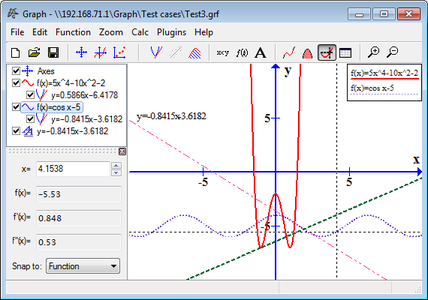 Graph - \\192.168.71.1\Graph\Test cases\Test3.grf
File Edit Function Zoom Calc Plugins Help
Axes
f(x)=5x^4-10x^2-2
y=0.5866x-6.4178
f(x)=cos x-5
y=-0.8415x-3.6182
y=-0.8415x-3.6182
x= 4.1538
f(x)= -5.53
f'(x)= 0.848
f''(x)= 0.53
Snap to: Function
y
f(x)=5x^4-10x^2-2
f(x)=cos x-5
5
y=-0.8415x-3.6182
x
-5
5
-5